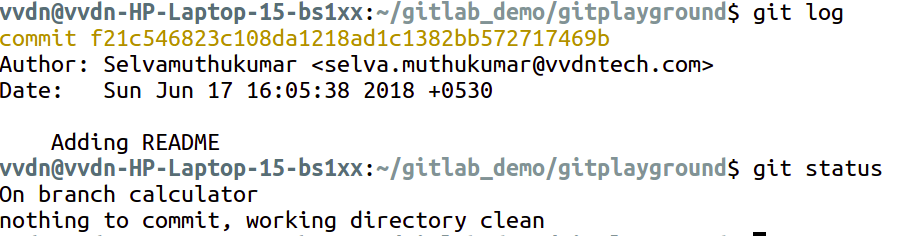 vvdn@vvdn-HP-Laptop-15-bs1xx:~/gitlab_demo/gitplayground$ git log
commit f21c546823c108da1218ad1c1382bb572717469b
Author: Selvamuthukumar <selva.muthukumar@vvdntech.com>
Date:   Sun Jun 17 16:05:38 2018 +0530
    Adding README
vvdn@vvdn-HP-Laptop-15-bs1xx:~/gitlab_demo/gitplayground$ git status
On branch calculator
nothing to commit, working directory clean